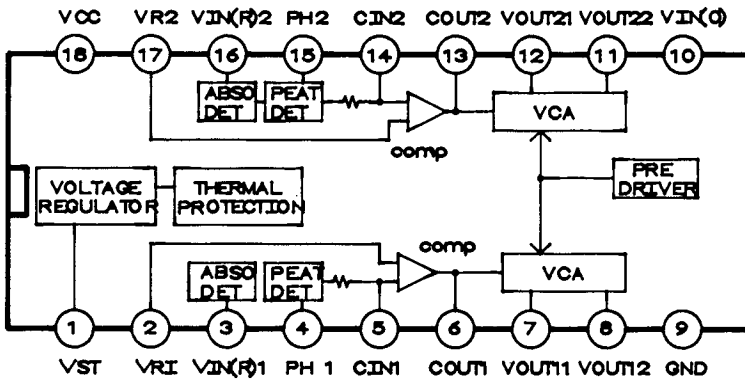 VCC VR2 VIN(R)2 PH2 CIN2 COUT2 VOUT21 VOUT22 VIN(C)
18 17 16 15 14 13 12 11 10
ABSO DET
PEAT DET
VCA
comp
VOLTAGE REGULATOR
THERMAL PROTECTION
PRE DRIVER
comp
ABSO DET
PEAT DET
VCA
1 2 3 4 5 6 7 8 9
VST VRI VIN(R)1 PH 1 CIN1 COUT1 VOUT11 VOUT12 GND